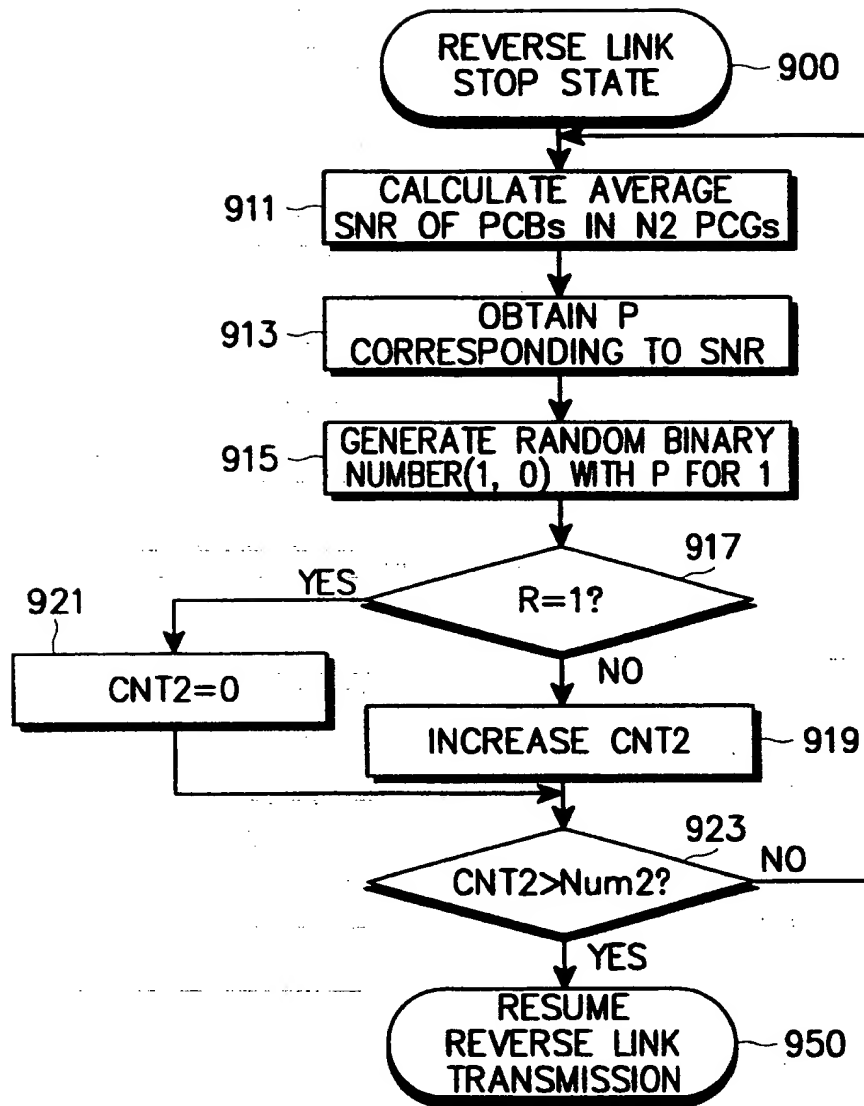 REVERSE LINK
STOP STATE
900
911
CALCULATE AVERAGE
SNR OF PCBs IN N2 PCGs
913
OBTAIN P
CORRESPONDING TO SNR
915
GENERATE RANDOM BINARY
NUMBER(1, 0) WITH P FOR 1
917
R=1?
YES
NO
921
CNT2=0
INCREASE CNT2
919
923
CNT2>Num2?
NO
YES
RESUME
REVERSE LINK
TRANSMISSION
950